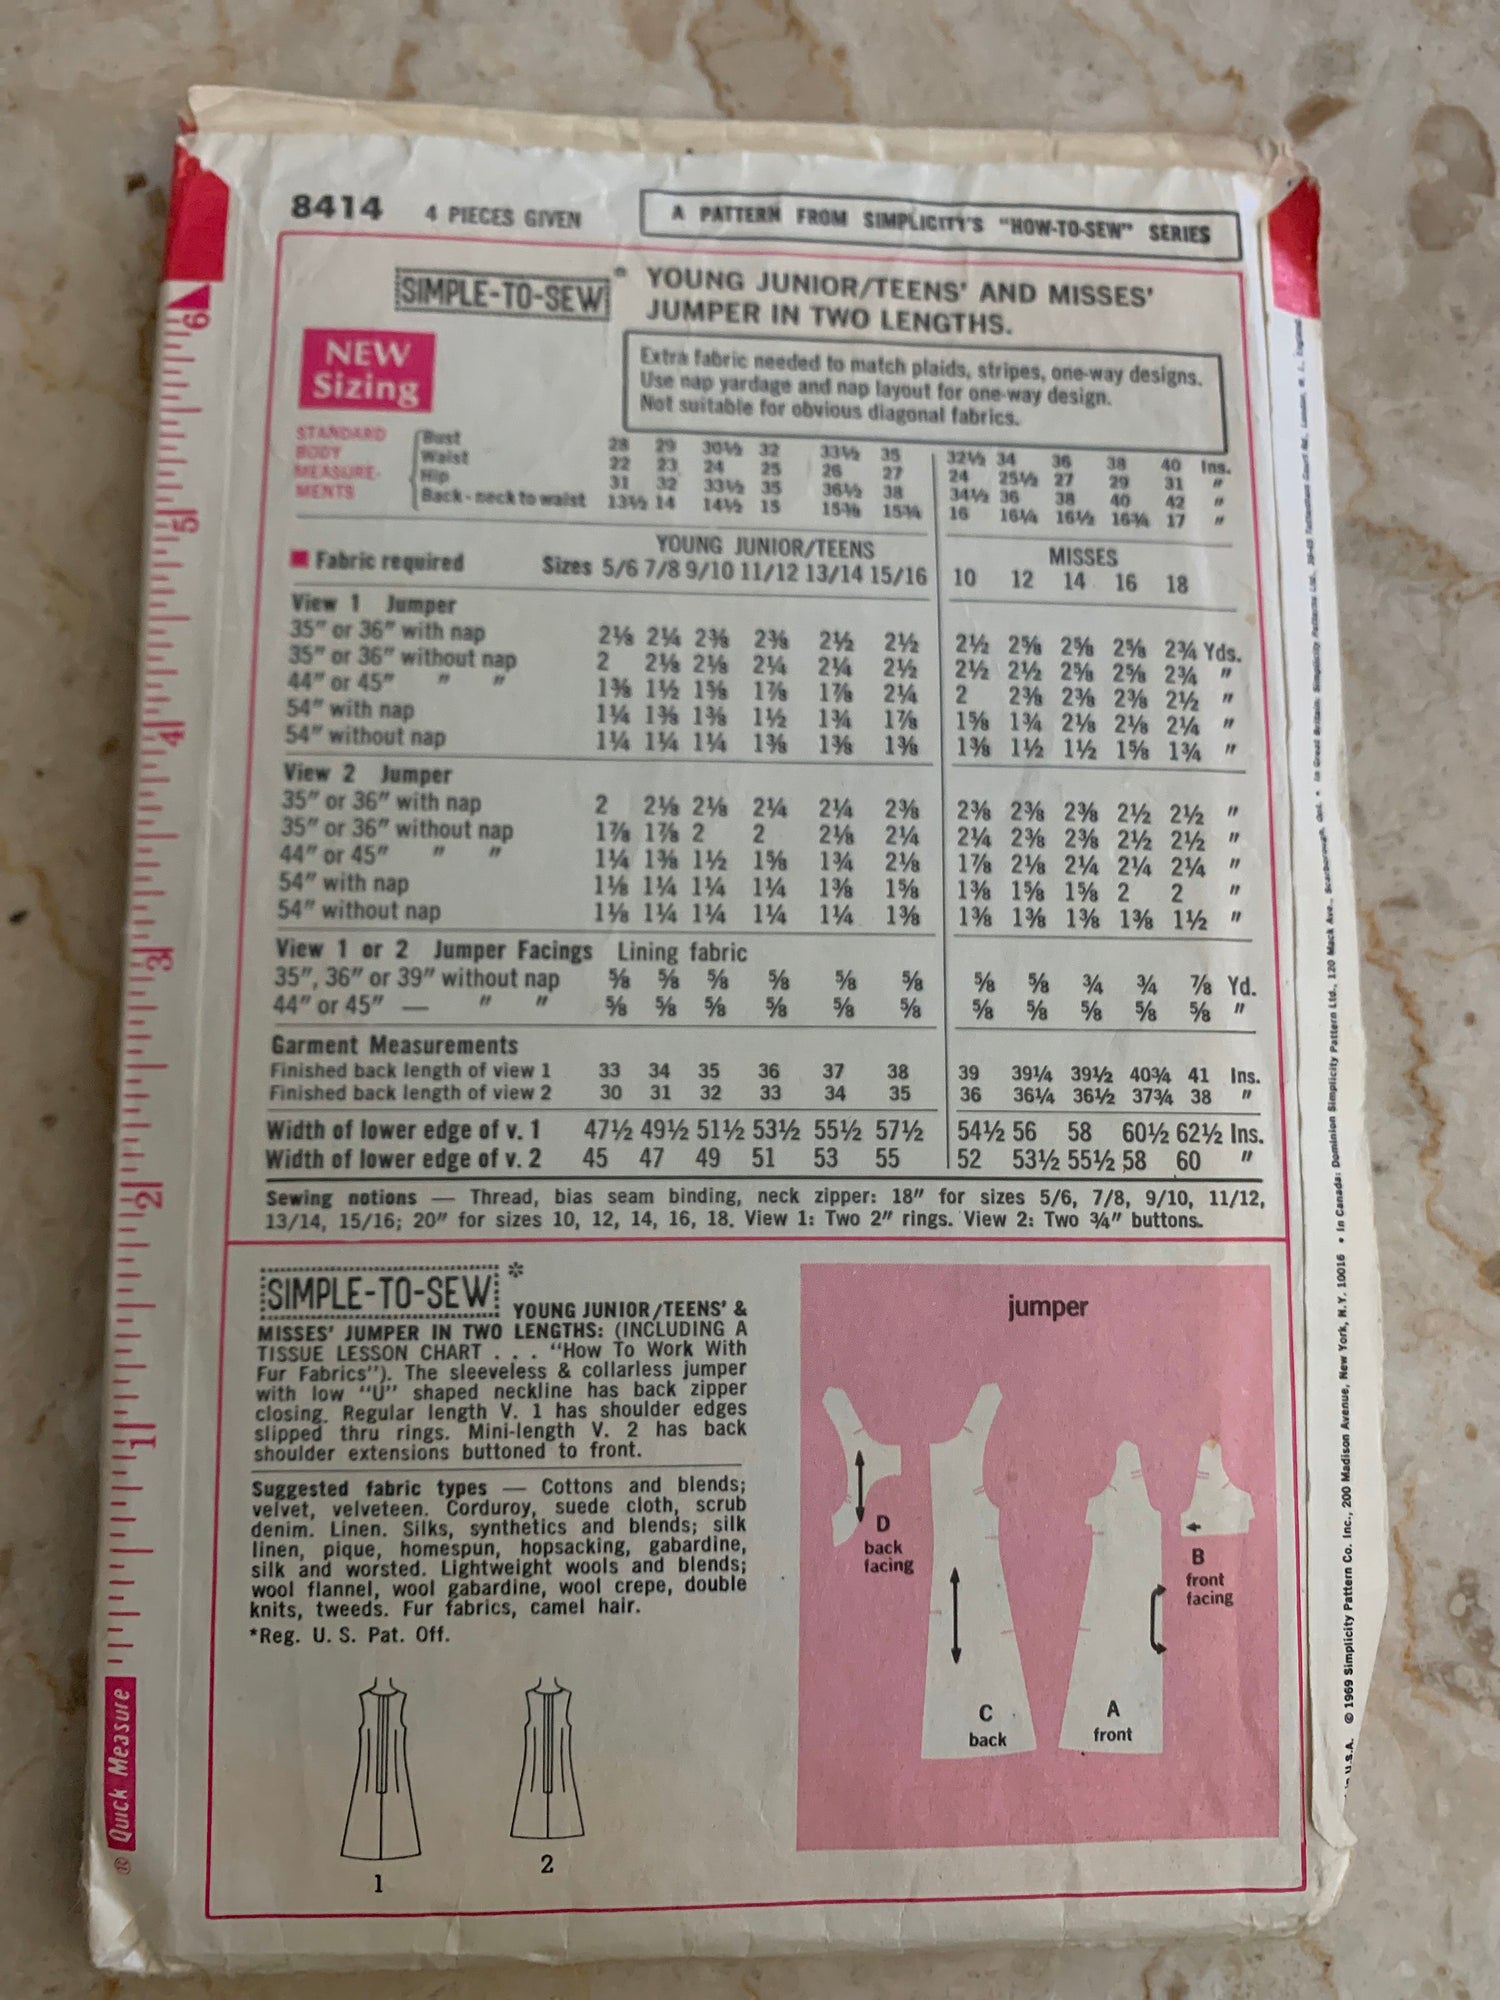 8414 4 PIECES GIVEN
A PATTERN FROM SIMPLICITY'S "HOW-TO-SEW" SERIES
SIMPLE-TO-SEW* YOUNG JUNIOR/TEENS' AND MISSES'
JUMPER IN TWO LENGTHS.
NEW
Sizing
Extra fabric needed to match plaids, stripes, one-way designs.
Use nap yardage and nap layout for one-way design.
Not suitable for obvious diagonal fabrics.
STANDARD
BODY
MEASURE-
MENTS
Bust 28 29 30½ 32 33½ 35 32½ 34 36 38 40 Ins.
Waist 22 23 24 25 26 27 24 25½ 27 29 31 "
Hip 31 32 33½ 35 36½ 38 34½ 36 38 40 42 "
Back-neck to waist 13½ 14 14½ 15 15⅜ 15¾ 16 16¼ 16½ 16¾ 17 "
YOUNG JUNIOR/TEENS MISSES
Fabric required Sizes 5/6 7/8 9/10 11/12 13/14 15/16 10 12 14 16 18
View 1 Jumper
35" or 36" with nap 2⅛ 2¼ 2⅜ 2⅜ 2½ 2½ 2½ 2⅝ 2⅝ 2⅝ 2¾ Yds.
35" or 36" without nap 2 2⅛ 2⅛ 2¼ 2¼ 2½ 2½ 2½ 2⅝ 2⅝ 2¾ "
44" or 45" " " 1⅜ 1½ 1⅝ 1⅞ 1⅞ 2¼ 2 2⅜ 2⅜ 2⅜ 2½ "
54" with nap 1¼ 1⅜ 1⅜ 1½ 1¾ 1⅞ 1⅝ 1¾ 2⅛ 2⅛ 2¼ "
54" without nap 1¼ 1¼ 1¼ 1⅜ 1⅜ 1⅜ 1⅜ 1½ 1½ 1⅝ 1¾ "
View 2 Jumper
35" or 36" with nap 2 2⅛ 2⅛ 2¼ 2¼ 2⅜ 2⅜ 2⅜ 2⅜ 2½ 2½ "
35" or 36" without nap 1⅞ 1⅞ 2 2 2⅛ 2¼ 2¼ 2⅜ 2⅜ 2½ 2½ "
44" or 45" " " 1¼ 1⅜ 1½ 1⅝ 1¾ 2⅛ 1⅞ 2⅛ 2¼ 2¼ 2¼ "
54" with nap 1⅛ 1¼ 1¼ 1¼ 1⅜ 1⅝ 1⅜ 1⅝ 1⅝ 2 2 "
54" without nap 1⅛ 1¼ 1¼ 1¼ 1¼ 1⅜ 1⅜ 1⅜ 1⅜ 1⅜ 1½ "
View 1 or 2 Jumper Facings Lining fabric
35", 36" or 39" without nap ⅝ ⅝ ⅝ ⅝ ⅝ ⅝ ⅝ ⅝ ¾ ¾ ⅞ Yd.
44" or 45" — " " ⅝ ⅝ ⅝ ⅝ ⅝ ⅝ ⅝ ⅝ ⅝ ⅝ ⅝ "
Garment Measurements
Finished back length of view 1 33 34 35 36 37 38 39 39¼ 39½ 40¾ 41 Ins.
Finished back length of view 2 30 31 32 33 34 35 36 36¼ 36½ 37¾ 38 "
Width of lower edge of v. 1 47½ 49½ 51½ 53½ 55½ 57½ 54½ 56 58 60½ 62½ Ins.
Width of lower edge of v. 2 45 47 49 51 53 55 52 53½ 55½ 58 60 "
Sewing notions — Thread, bias seam binding, neck zipper: 18" for sizes 5/6, 7/8, 9/10, 11/12,
13/14, 15/16; 20" for sizes 10, 12, 14, 16, 18. View 1: Two 2" rings. View 2: Two ¾" buttons.
SIMPLE-TO-SEW* YOUNG JUNIOR/TEENS' &
MISSES' JUMPER IN TWO LENGTHS: (INCLUDING A
TISSUE LESSON CHART . . . "How To Work With
Fur Fabrics"). The sleeveless & collarless jumper
with low "U" shaped neckline has back zipper
closing. Regular length V. 1 has shoulder edges
slipped thru rings. Mini-length V. 2 has back
shoulder extensions buttoned to front.
Suggested fabric types — Cottons and blends;
velvet, velveteen. Corduroy, suede cloth, scrub
denim. Linen. Silks, synthetics and blends; silk
linen, pique, homespun, hopsacking, gabardine,
silk and worsted. Lightweight wools and blends;
wool flannel, wool gabardine, wool crepe, double
knits, tweeds. Fur fabrics, camel hair.
*Reg. U. S. Pat. Off.
1
2
jumper
D
back
facing
C
back
A
front
B
front
facing
6
5
4
3
2
1
® Quick Measure
U.S.A. © 1969 Simplicity Pattern Co. Inc., 200 Madison Avenue, New York, N.Y. 10016 • In Canada: Dominion Simplicity Pattern Ltd., 120 Mack Ave., Scarborough, Ont. • In Great Britain: Simplicity Patterns Ltd., Tottenham Court Rd., London, W. 1., England